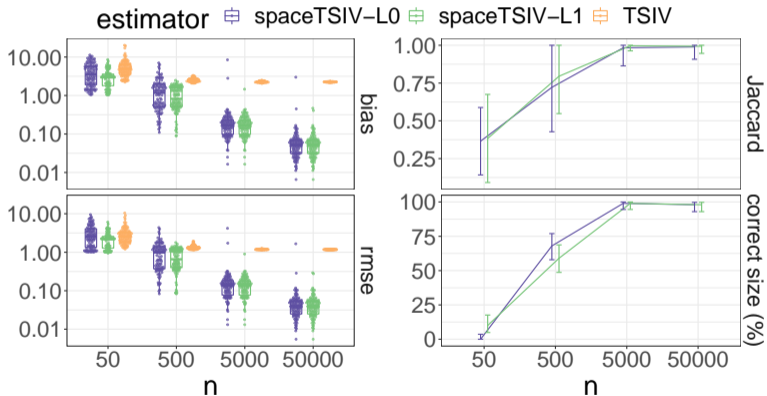 estimator spaceTSIV−L0 spaceTSIV−L1 TSIV
10.00
1.00
0.10
0.01
bias
10.00
1.00
0.10
0.01
rmse
50 500 5000 50000
n
1.00
0.75
0.50
0.25
Jaccard
100
75
50
25
0
correct size (%)
50 500 5000 50000
n